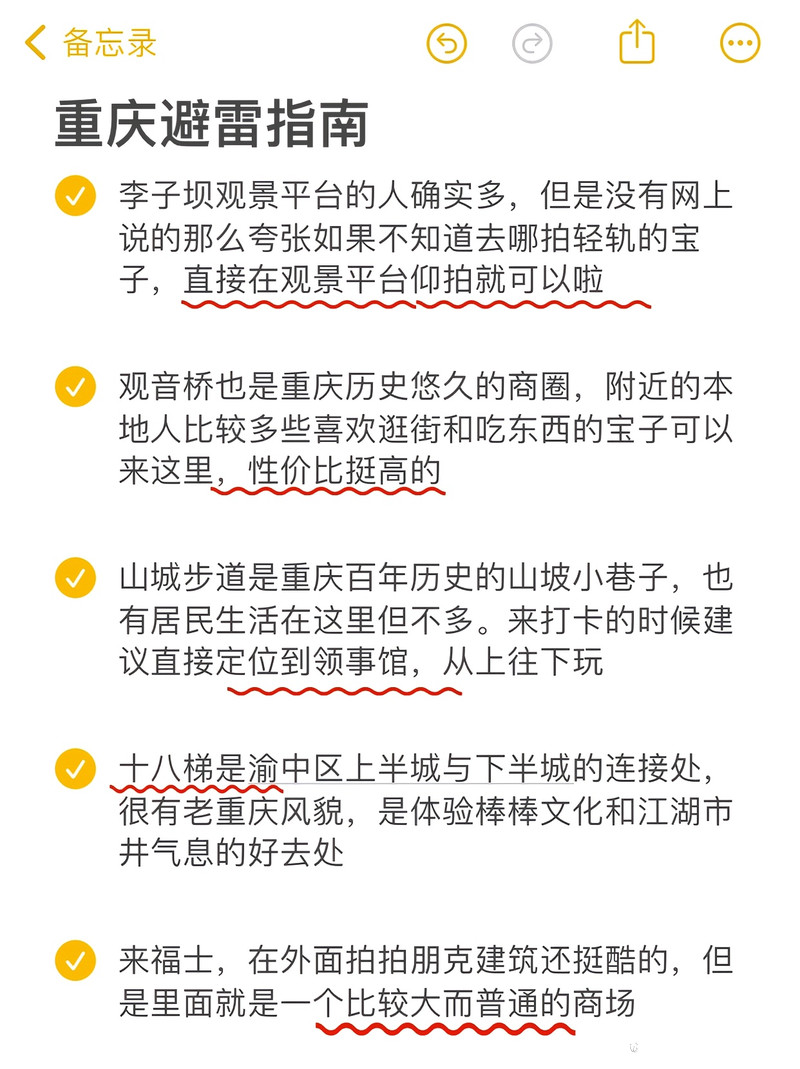 备忘录
重庆避雷指南
李子坝观景平台的人确实多，但是没有网上
说的那么夸张如果不知道去哪拍轻轨的宝
子，直接在观景平台仰拍就可以啦
观音桥也是重庆历史悠久的商圈，附近的本
地人比较多些喜欢逛街和吃东西的宝子可以
来这里，性价比挺高的
山城步道是重庆百年历史的山坡小巷子，也
有居民生活在这里但不多。来打卡的时候建
议直接定位到领事馆，从上往下玩
十八梯是渝中区上半城与下半城的连接处，
很有老重庆风貌，是体验棒棒文化和江湖市
井气息的好去处
来福士，在外面拍拍朋克建筑还挺酷的，但
是里面就是一个比较大而普通的商场